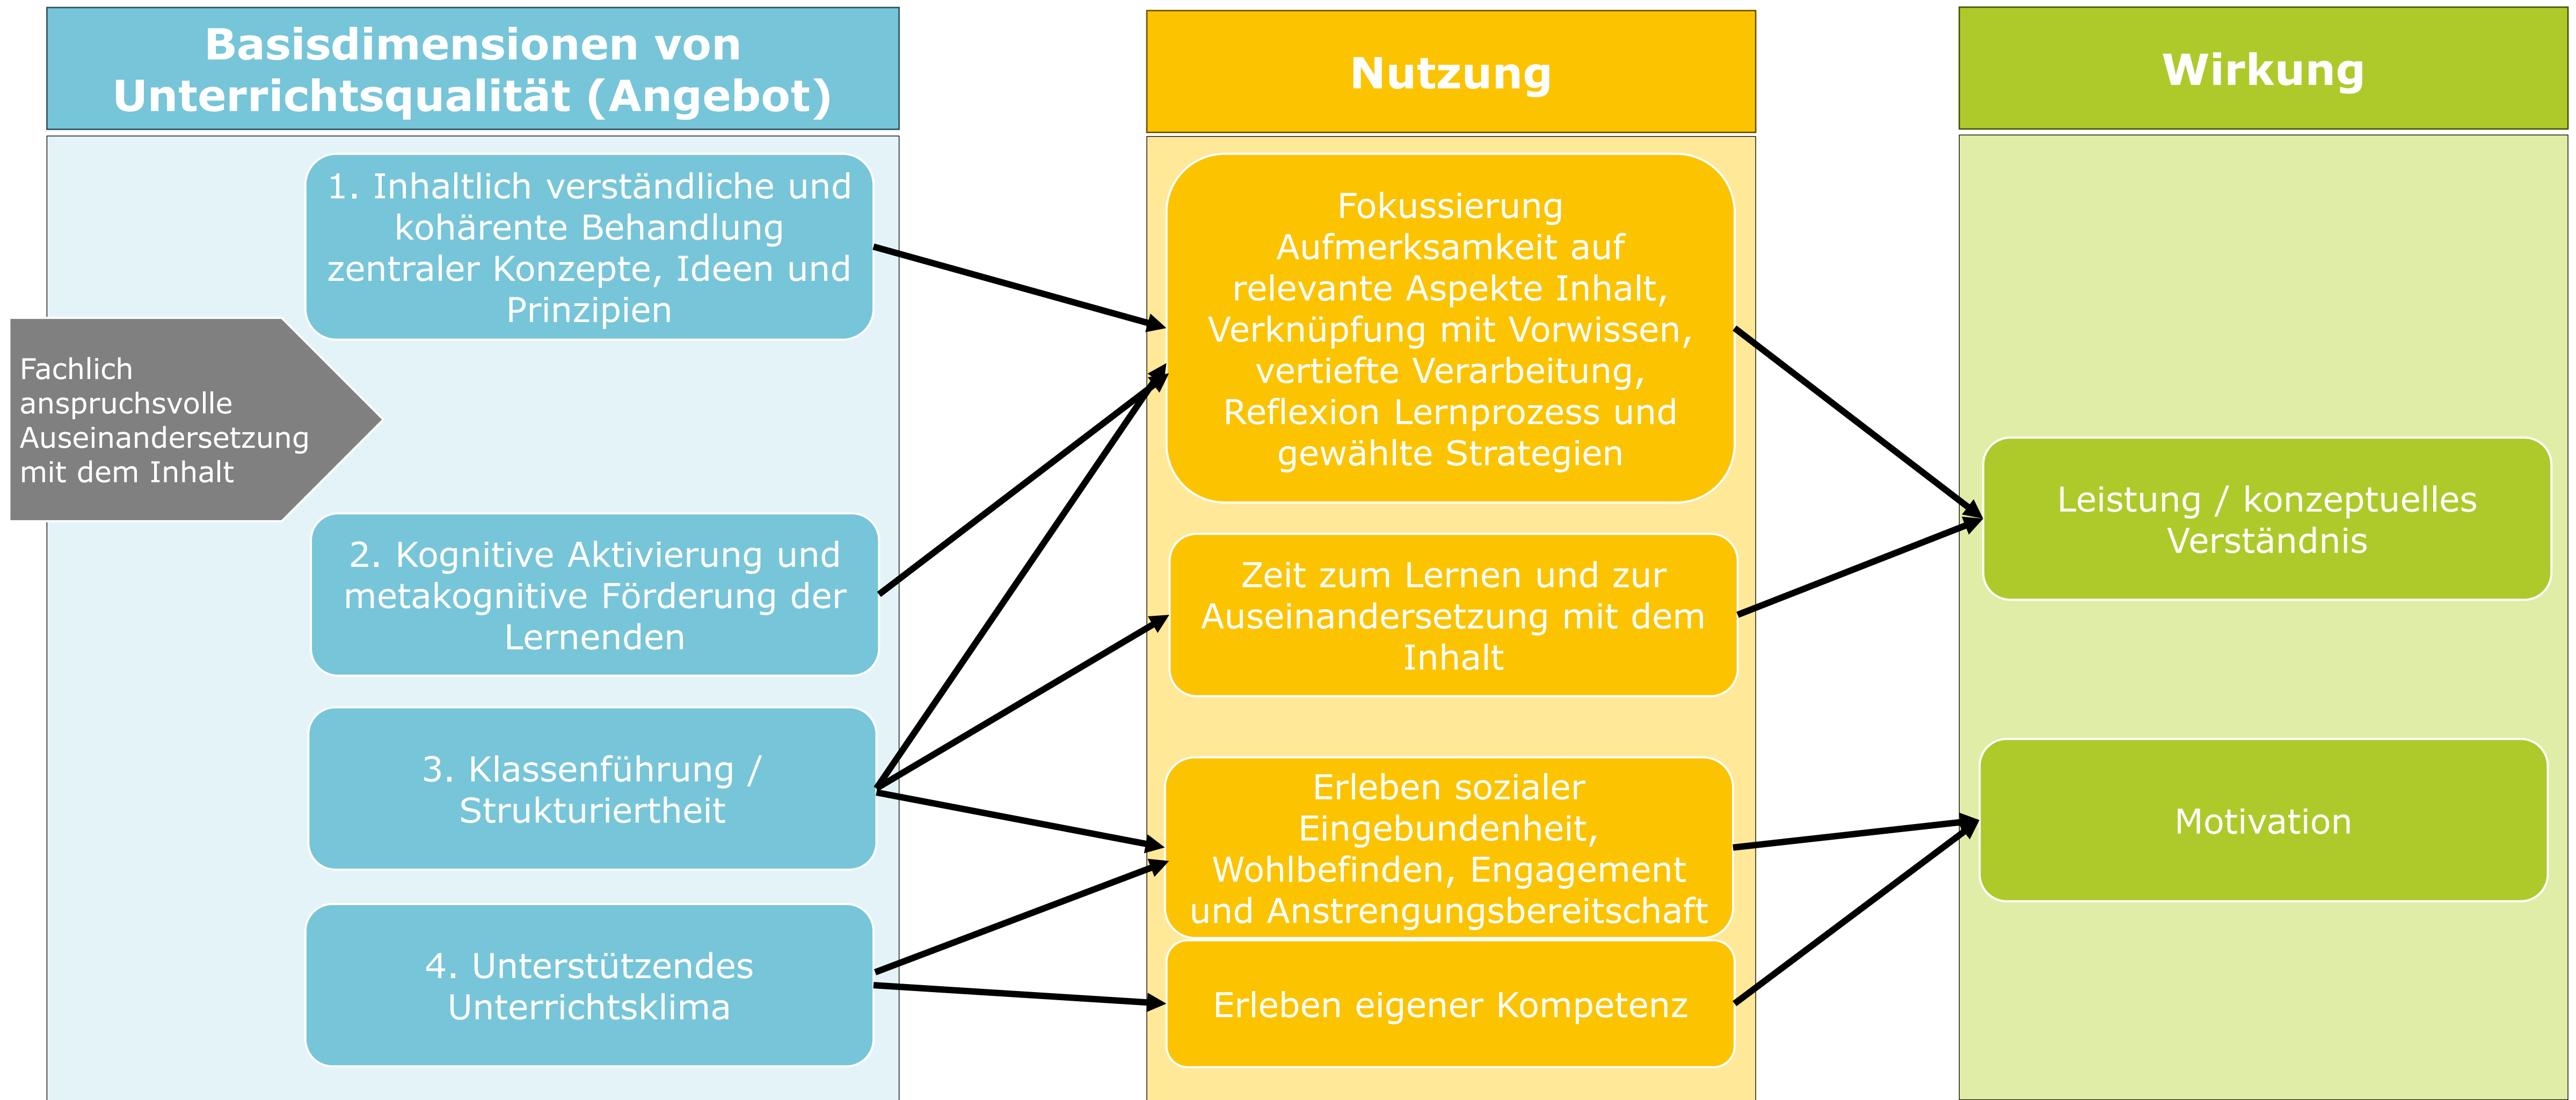 Basisdimensionen von
Unterrichtsqualität (Angebot)
Nutzung
Wirkung
1. Inhaltlich verständliche und
kohärente Behandlung
zentraler Konzepte, Ideen und
Prinzipien
Fachlich
anspruchsvolle
Auseinandersetzung
mit dem Inhalt
2. Kognitive Aktivierung und
metakognitive Förderung der
Lernenden
3. Klassenführung /
Strukturiertheit
4. Unterstützendes
Unterrichtsklima
Fokussierung
Aufmerksamkeit auf
relevante Aspekte Inhalt,
Verknüpfung mit Vorwissen,
vertiefte Verarbeitung,
Reflexion Lernprozess und
gewählte Strategien
Zeit zum Lernen und zur
Auseinandersetzung mit dem
Inhalt
Erleben sozialer
Eingebundenheit,
Wohlbefinden, Engagement
und Anstrengungsbereitschaft
Erleben eigener Kompetenz
Leistung / konzeptuelles
Verständnis
Motivation